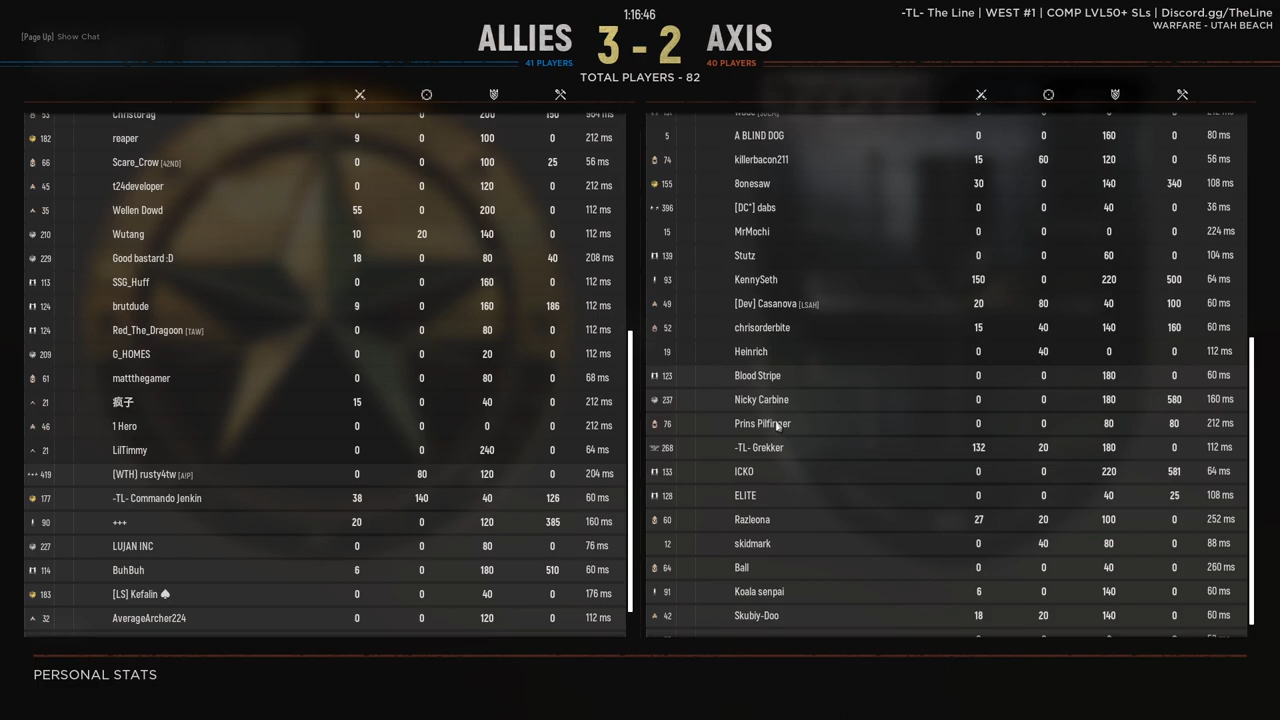 1:16:46
-TL- The Line | WEST #1 | COMP LVL50+ SLs | Discord.gg/TheLine
WARFARE - UTAH BEACH
[Page Up] Show Chat
ALLIES 3 - 2 AXIS
41 PLAYERS 40 PLAYERS
TOTAL PLAYERS - 82
53 Christorag 0 0 200 150
182 reaper 9 0 100 0 212 ms
66 Scare_Crow [42ND] 0 0 100 25 56 ms
45 t24developer 0 0 120 0 212 ms
35 Wellen Dowd 55 0 200 0 112 ms
210 Wutang 10 20 140 0 112 ms
229 Good bastard :D 18 0 80 40 208 ms
113 SSG_Huff 0 0 160 0 112 ms
124 brutdude 9 0 160 186 112 ms
124 Red_The_Dragoon [TAW] 0 0 80 0 112 ms
209 G_HOMES 0 0 20 0 112 ms
61 mattthegamer 0 0 80 0 68 ms
21 疯子 15 0 40 0 212 ms
46 1 Hero 0 0 0 0 212 ms
21 LilTimmy 0 0 240 0 64 ms
419 (WTH) rusty4tw [A|P] 0 80 120 0 204 ms
177 -TL- Commando Jenkin 38 140 40 126 60 ms
90 +++ 20 0 120 385 160 ms
227 LUJAN INC 0 0 80 0 76 ms
114 BuhBuh 6 0 180 510 60 ms
183 [LS] Kefalin ♠ 0 0 40 0 176 ms
32 AverageArcher224 0 0 120 0 112 ms
5 A BLIND DOG 0 0 160 0 80 ms
74 killerbacon211 15 60 120 0 56 ms
155 8onesaw 30 0 140 340 108 ms
396 [DC*] dabs 0 0 40 0 36 ms
15 MrMochi 0 0 0 0 224 ms
139 Stutz 0 0 60 0 104 ms
93 KennySeth 150 0 220 500 64 ms
49 [Dev] Casanova [LSAH] 20 80 40 100 60 ms
52 chrisorderbite 15 40 140 160 60 ms
19 Heinrich 0 40 0 0 112 ms
123 Blood Stripe 0 0 180 0 60 ms
237 Nicky Carbine 0 0 180 580 160 ms
76 Prins Pilfinger 0 0 80 80 212 ms
268 -TL- Grekker 132 20 180 0 112 ms
133 ICKO 0 0 220 581 64 ms
128 ELITE 0 0 40 25 108 ms
60 Razleona 27 20 100 0 252 ms
12 skidmark 0 40 80 0 88 ms
64 Ball 0 0 40 0 260 ms
91 Koala senpai 6 0 140 0 60 ms
42 Skubiy-Doo 18 20 140 0 60 ms
PERSONAL STATS